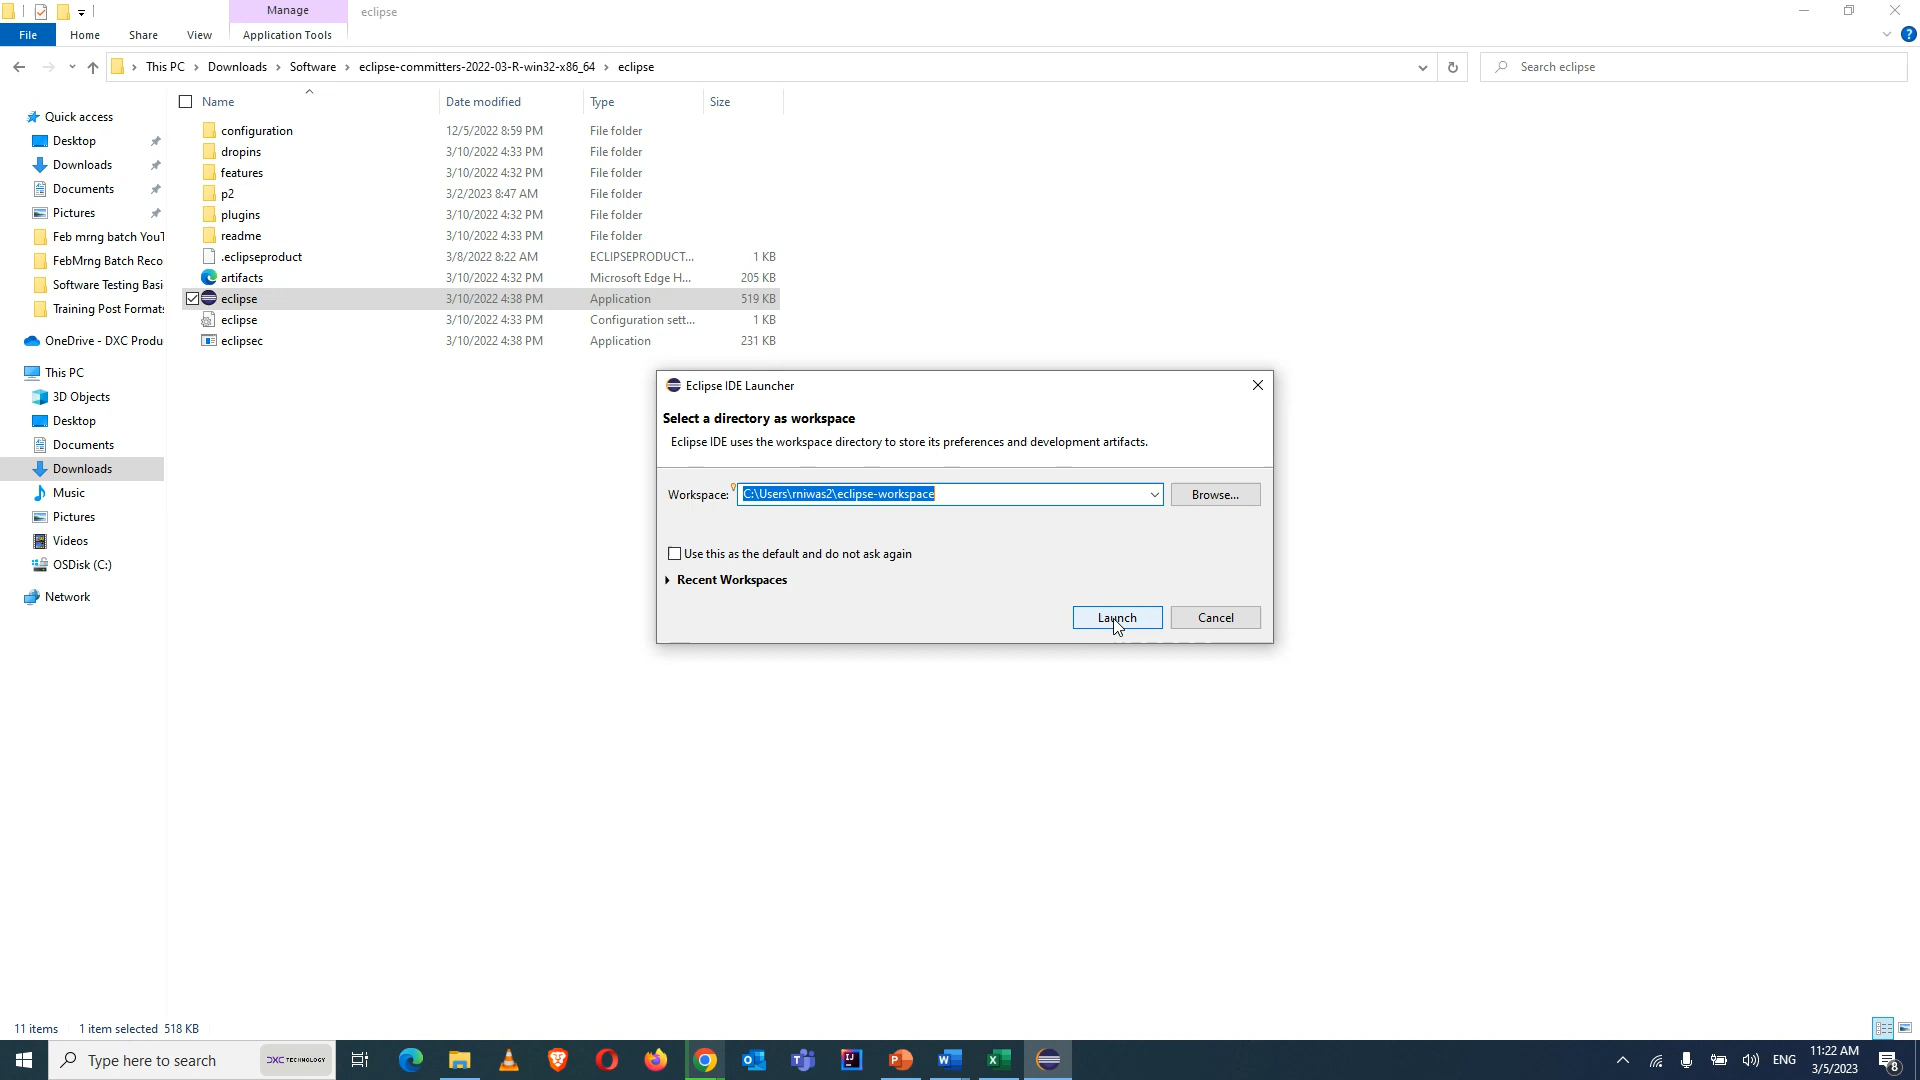 Manage
eclipse
File
Home
Share
View
Application Tools
This PC
Downloads
Software
eclipse-committers-2022-03-R-win32-x86_64
eclipse
Search eclipse
Name
Date modified
Type
Size
configuration 12/5/2022 8:59 PM File folder
dropins 3/10/2022 4:33 PM File folder
features 3/10/2022 4:32 PM File folder
p2 3/2/2023 8:47 AM File folder
plugins 3/10/2022 4:32 PM File folder
readme 3/10/2022 4:33 PM File folder
.eclipseproduct 3/8/2022 8:22 AM ECLIPSEPRODUCT... 1 KB
artifacts 3/10/2022 4:32 PM Microsoft Edge H... 205 KB
eclipse 3/10/2022 4:38 PM Application 519 KB
eclipse 3/10/2022 4:33 PM Configuration sett... 1 KB
eclipsec 3/10/2022 4:38 PM Application 231 KB
Quick access
Desktop
Downloads
Documents
Pictures
Feb mrng batch YouT
FebMrng Batch Reco
Software Testing Basi
Training Post Formats
OneDrive - DXC Produ
This PC
3D Objects
Desktop
Documents
Downloads
Music
Pictures
Videos
OSDisk (C:)
Network
Eclipse IDE Launcher
Select a directory as workspace
Eclipse IDE uses the workspace directory to store its preferences and development artifacts.
Workspace:
C:\Users\rniwas2\eclipse-workspace
Browse...
Use this as the default and do not ask again
Recent Workspaces
Launch
Cancel
11 items
1 item selected 518 KB
Type here to search
DXC TECHNOLOGY
ENG
11:22 AM
3/5/2023
8